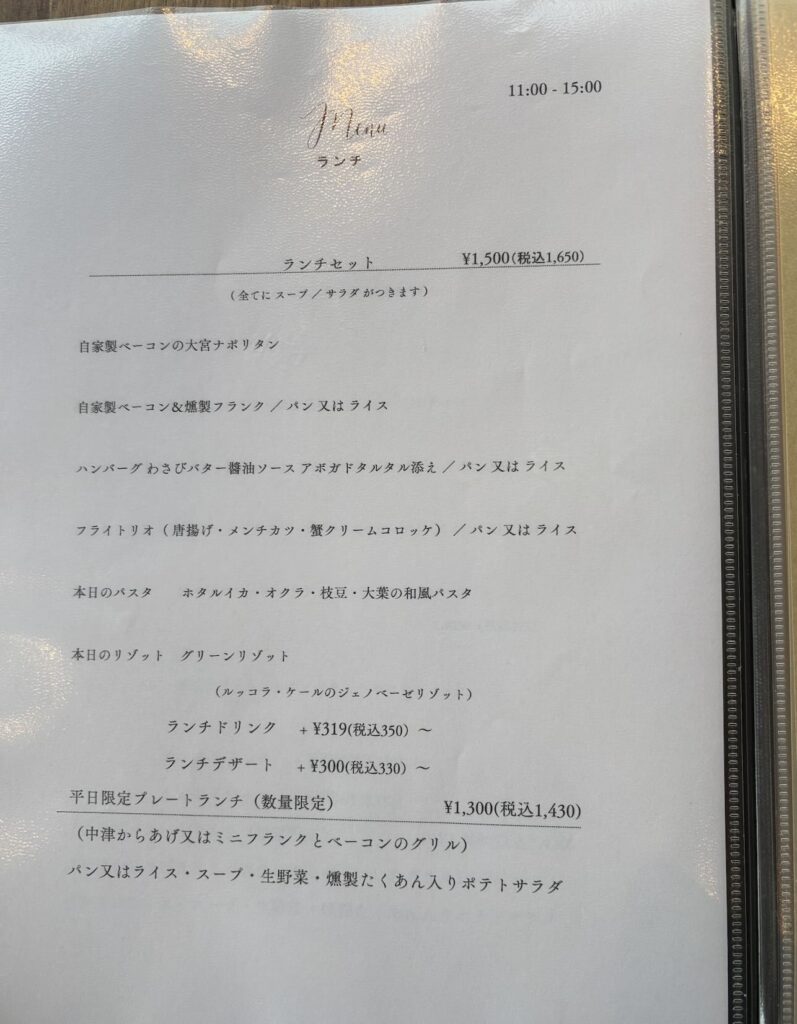 11:00 - 15:00
Menu
ランチ
ランチセット ¥1,500(税込1,650)
（全てに スープ／サラダ がつきます）
自家製ベーコンの大宮ナポリタン
自家製ベーコン&燻製フランク ／ パン 又は ライス
ハンバーグ わさびバター醤油ソース アボガドタルタル添え ／ パン 又は ライス
フライトリオ（ 唐揚げ・メンチカツ・蟹クリームコロッケ） ／ パン 又は ライス
本日のパスタ ホタルイカ・オクラ・枝豆・大葉の和風パスタ
本日のリゾット グリーンリゾット
（ルッコラ・ケールのジェノベーゼリゾット）
ランチドリンク + ¥319(税込350) ～
ランチデザート + ¥300(税込330) ～
平日限定プレートランチ（数量限定） ¥1,300(税込1,430)
（中津からあげ又はミニフランクとベーコンのグリル）
パン又はライス・スープ・生野菜・燻製たくあん入りポテトサラダ